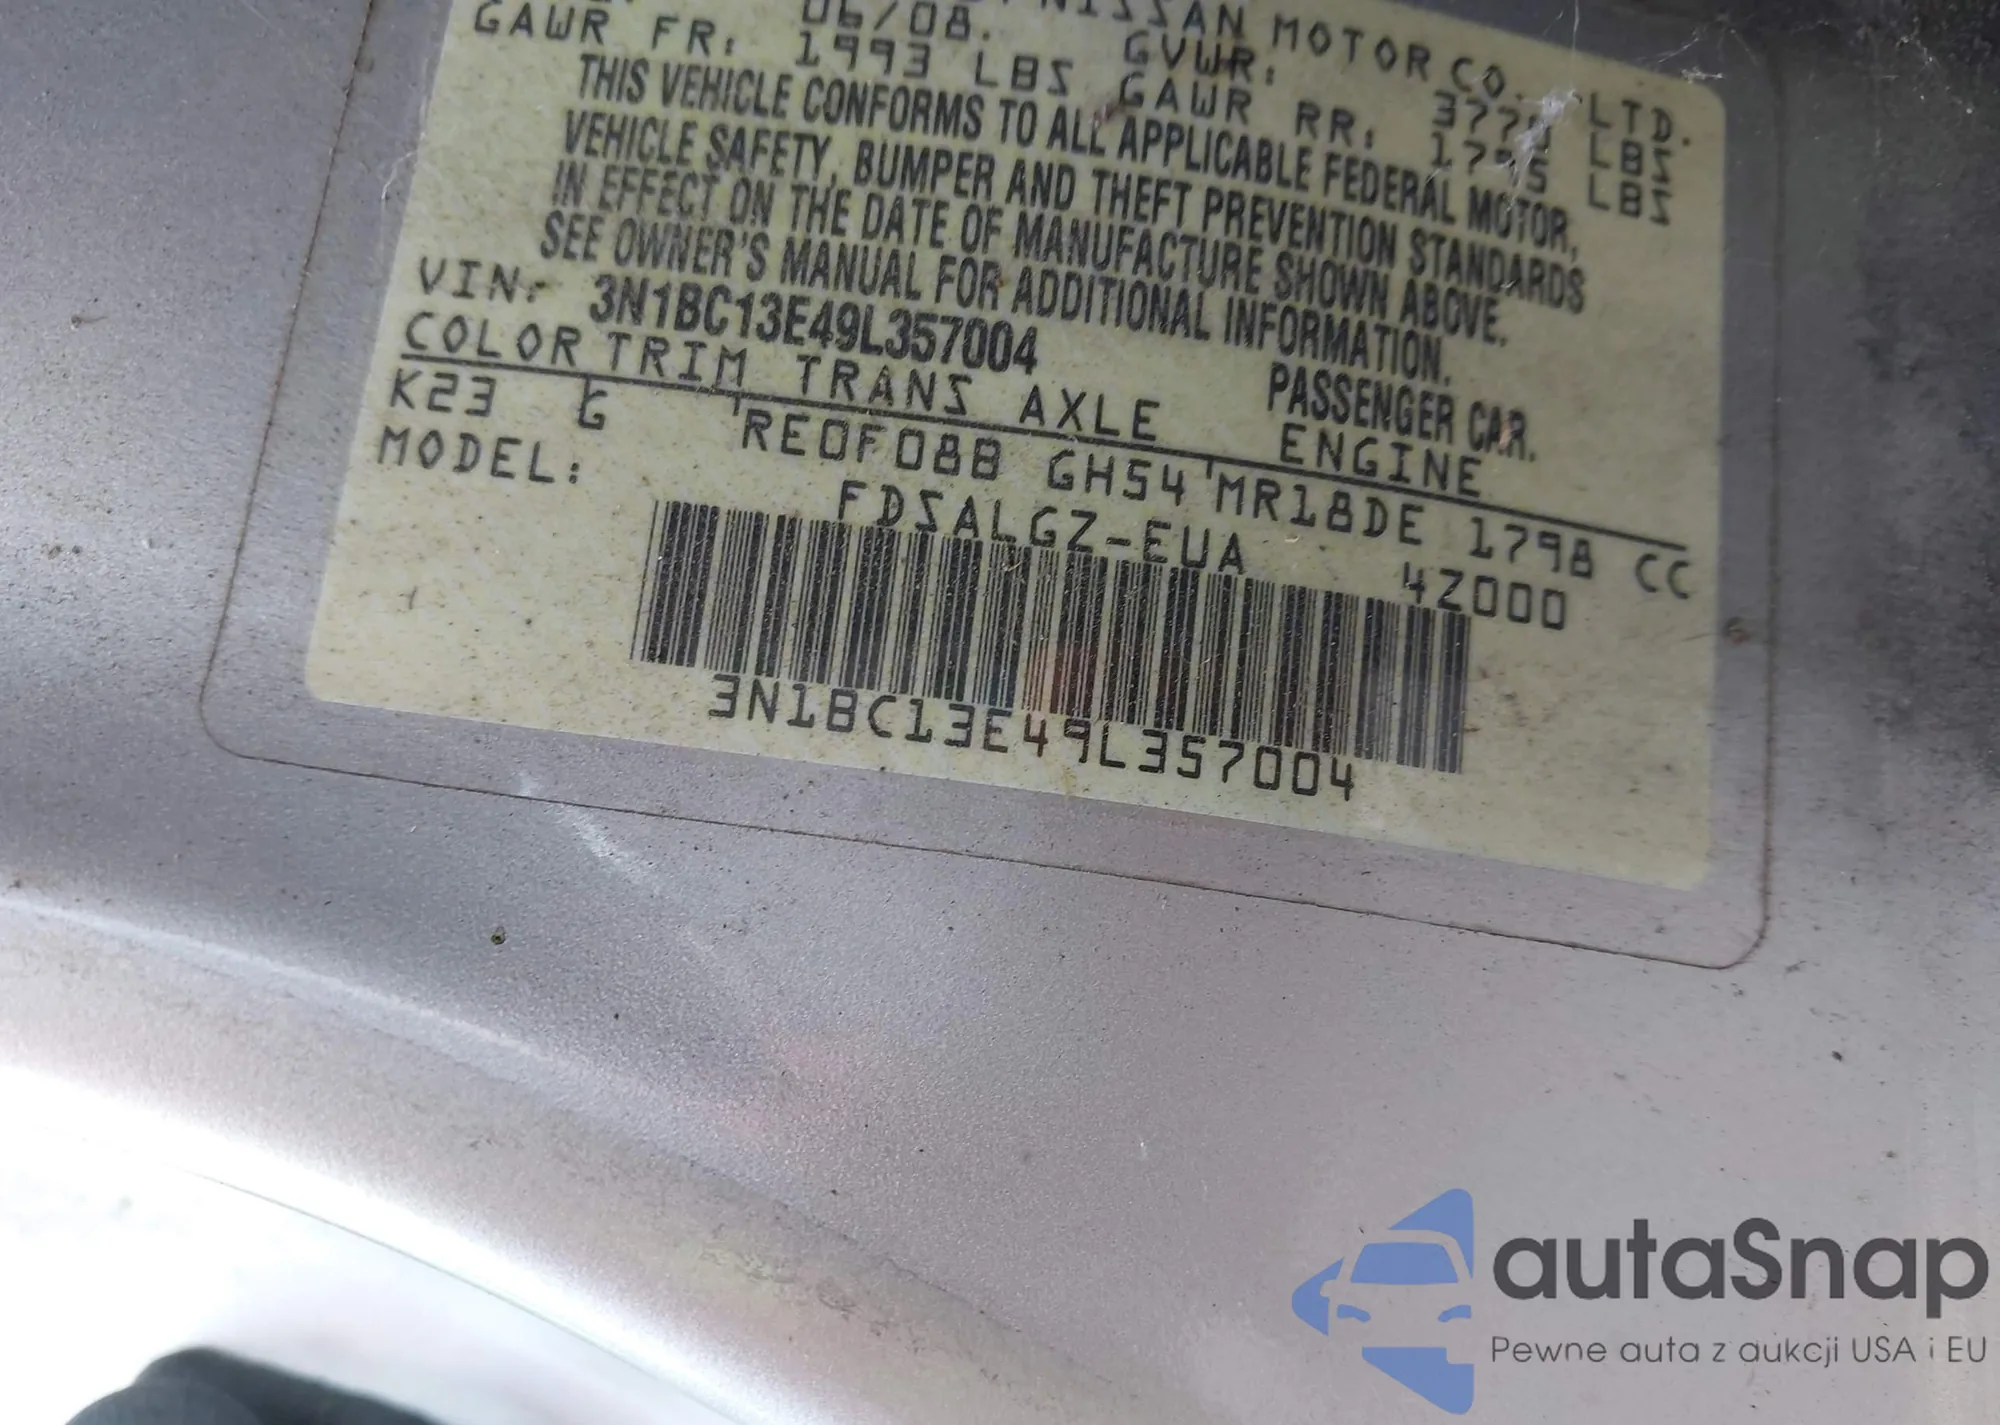 NISSAN MOTOR CO. LTD.
06/08. GVWR: LBS
GAWR FR: 1993 LBS GAWR RR: LBS
THIS VEHICLE CONFORMS TO ALL APPLICABLE FEDERAL MOTOR,
VEHICLE SAFETY, BUMPER AND THEFT PREVENTION STANDARDS
IN EFFECT ON THE DATE OF MANUFACTURE SHOWN ABOVE.
SEE OWNER'S MANUAL FOR ADDITIONAL INFORMATION.
VIN: 3N1BC13E49L357004 PASSENGER CAR.
COLOR TRIM TRANS AXLE ENGINE
K23 G RE0F08B GH54 MR18DE 1798 CC
MODEL: FDSALGZ-EUA 4Z000
3N1BC13E49L357004
autaSnap
Pewne auta z aukcji USA i EU